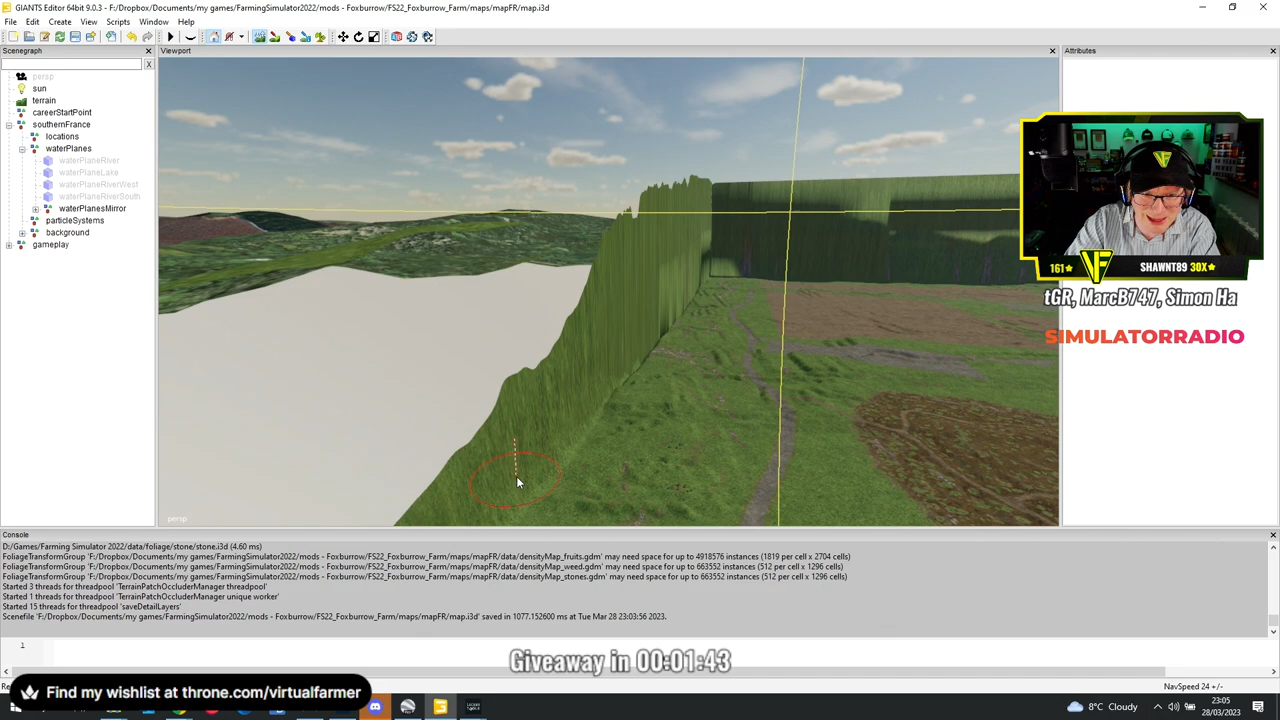 GIANTS Editor 64bit 9.0.3 - F:/Dropbox/Documents/my games/FarmingSimulator2022/mods - Foxburrow/FS22_Foxburrow_Farm/maps/mapFR/map.i3d
File Edit Create View Scripts Window Help
Scenegraph
Viewport
Attributes
X
persp
sun
terrain
careerStartPoint
southernFrance
locations
waterPlanes
waterPlaneRiver
waterPlaneLake
waterPlaneRiverWest
waterPlaneRiverSouth
waterPlanesMirror
particleSystems
background
gameplay
161★ VF SHAWNT89 30X★
tGR, MarcB747, Simon Ha
SIMULATORRADIO
persp
Console
D:/Games/Farming Simulator 2022/data/foliage/stone/stone.i3d (4.60 ms)
FoliageTransformGroup 'F:/Dropbox/Documents/my games/FarmingSimulator2022/mods - Foxburrow/FS22_Foxburrow_Farm/maps/mapFR/data/densityMap_fruits.gdm' may need space for up to 4918576 instances (1819 per cell x 2704 cells)
FoliageTransformGroup 'F:/Dropbox/Documents/my games/FarmingSimulator2022/mods - Foxburrow/FS22_Foxburrow_Farm/maps/mapFR/data/densityMap_weed.gdm' may need space for up to 663552 instances (512 per cell x 1296 cells)
FoliageTransformGroup 'F:/Dropbox/Documents/my games/FarmingSimulator2022/mods - Foxburrow/FS22_Foxburrow_Farm/maps/mapFR/data/densityMap_stones.gdm' may need space for up to 663552 instances (512 per cell x 1296 cells)
Started 3 threads for threadpool 'TerrainPatchOccluderManager threadpool'
Started 1 threads for threadpool 'TerrainPatchOccluderManager unique worker'
Started 15 threads for threadpool 'saveDetailLayers'
Scenefile 'F:/Dropbox/Documents/my games/FarmingSimulator2022/mods - Foxburrow/FS22_Foxburrow_Farm/maps/mapFR/map.i3d' saved in 1077.152600 ms at Tue Mar 28 23:03:56 2023.
1
Giveaway in 00:01:43
Find my wishlist at throne.com/virtualfarmer
NavSpeed 24 +/-
8°C Cloudy
23:05
28/03/2023